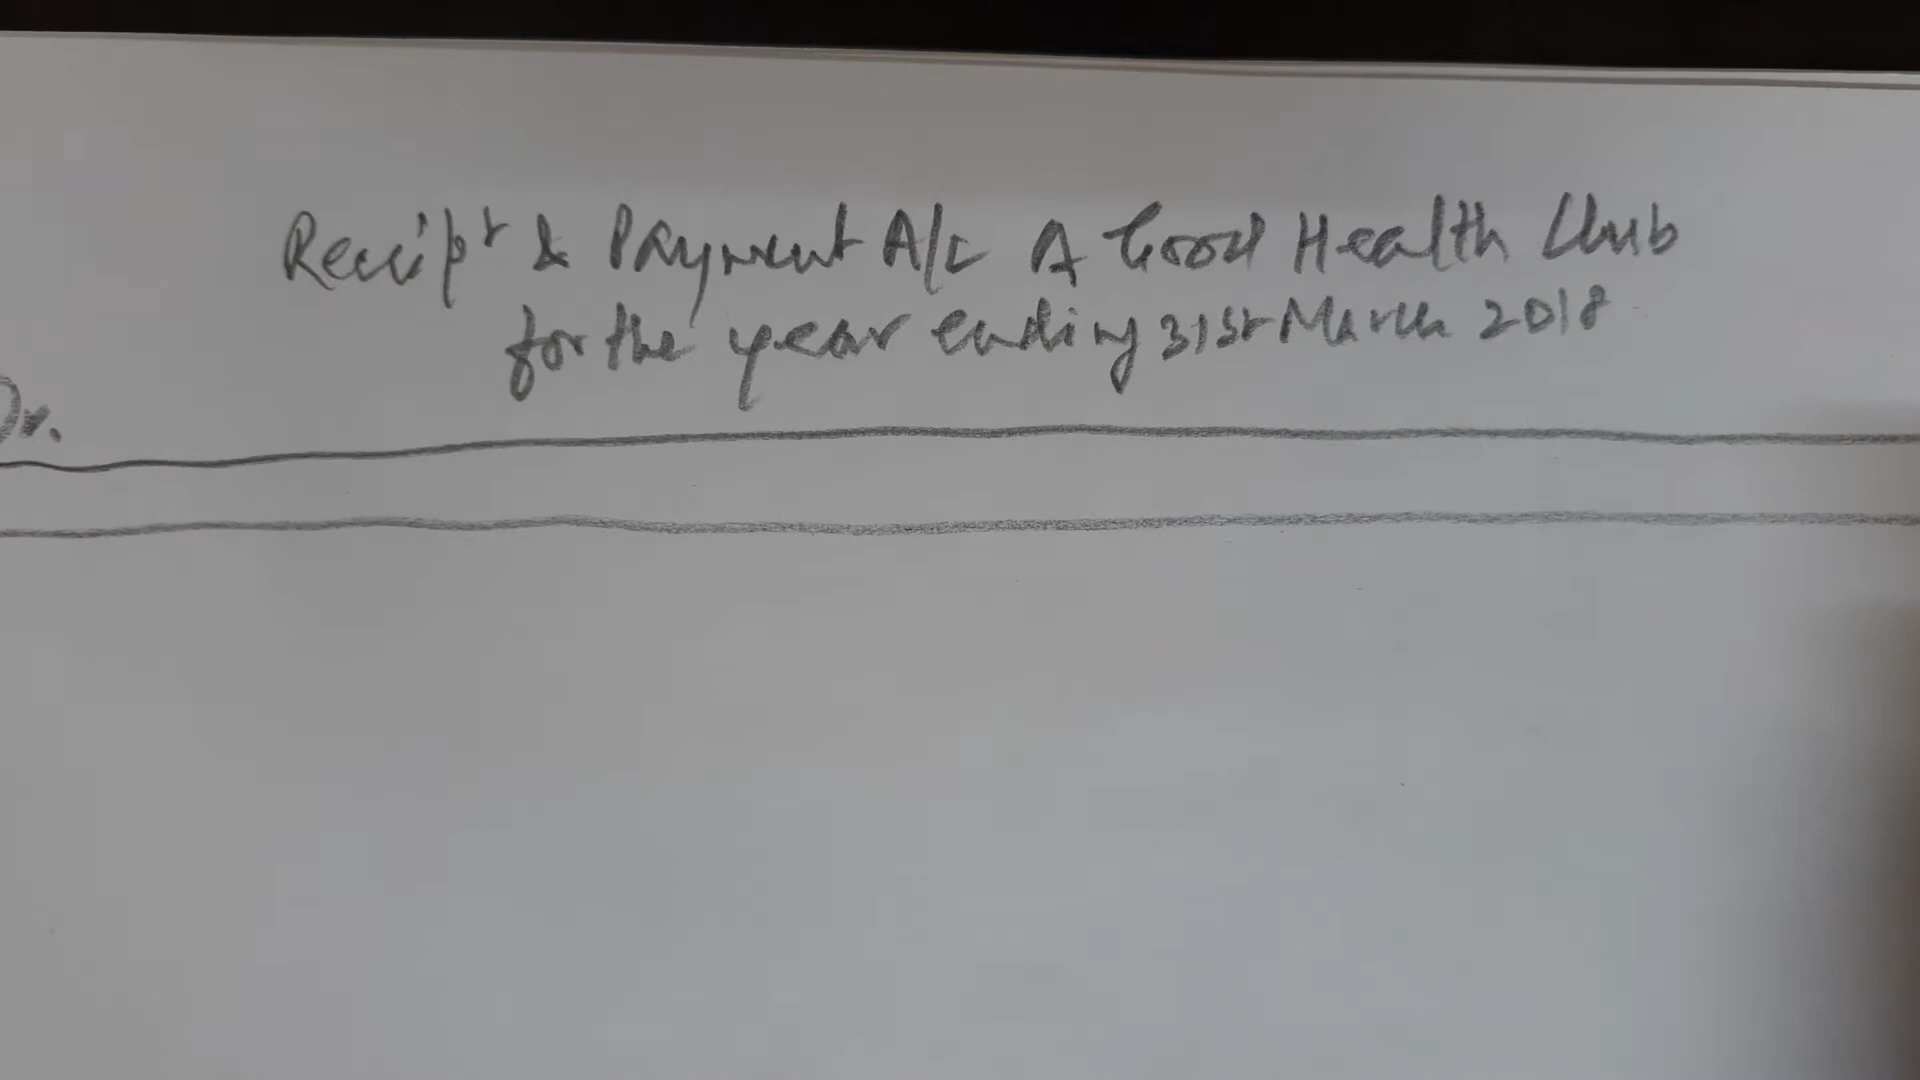 Receipt & Payment A/c A Good Health Club
for the year ending 31st March 2018
Dr.